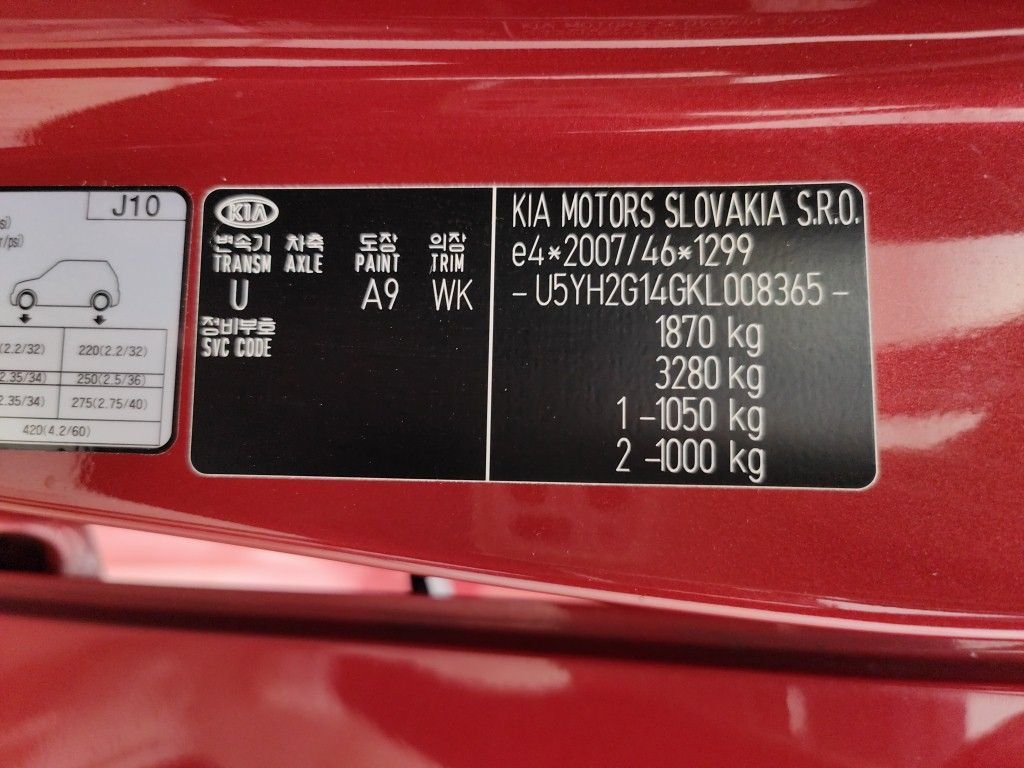 J10
si)
r/psi)
(2.2/32) 220(2.2/32)
2.35/34) 250(2.5/36)
2.35/34) 275(2.75/40)
420(4.2/60)
KIA
변속기 차축 도장 의장
TRANSM AXLE PAINT TRIM
U A9 WK
정비부호
SVC CODE
KIA MOTORS SLOVAKIA S.R.O.
e4*2007/46*1299
- U5YH2G14GKL008365 -
1870 kg
3280 kg
1 -1050 kg
2 -1000 kg